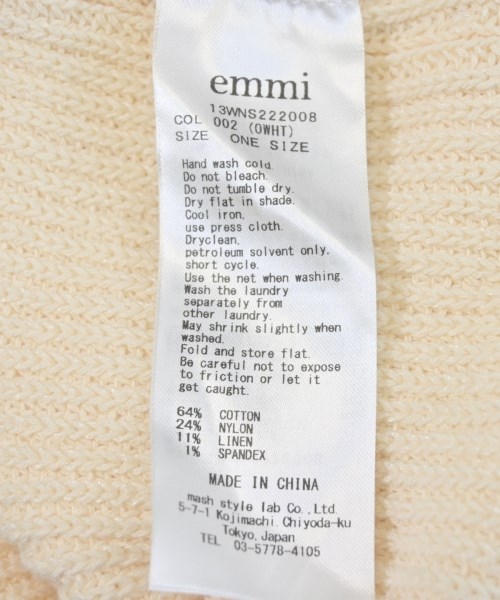 emmi
13WNS222008
COL 002 (OWHT)
SIZE ONE SIZE
Hand wash cold.
Do not bleach.
Do not tumble dry.
Dry flat in shade.
Cool iron,
use press cloth.
Dryclean,
petroleum solvent only,
short cycle.
Use the net when washing.
Wash the laundry
separately from
other laundry.
May shrink slightly when
washed.
Fold and store flat.
Be careful not to expose
to friction or let it
get caught.
64% COTTON
24% NYLON
11% LINEN
1% SPANDEX
MADE IN CHINA
mash style lab Co.,Ltd.
5-7-1 Kojimachi, Chiyoda-ku
Tokyo, Japan
TEL 03-5778-4105